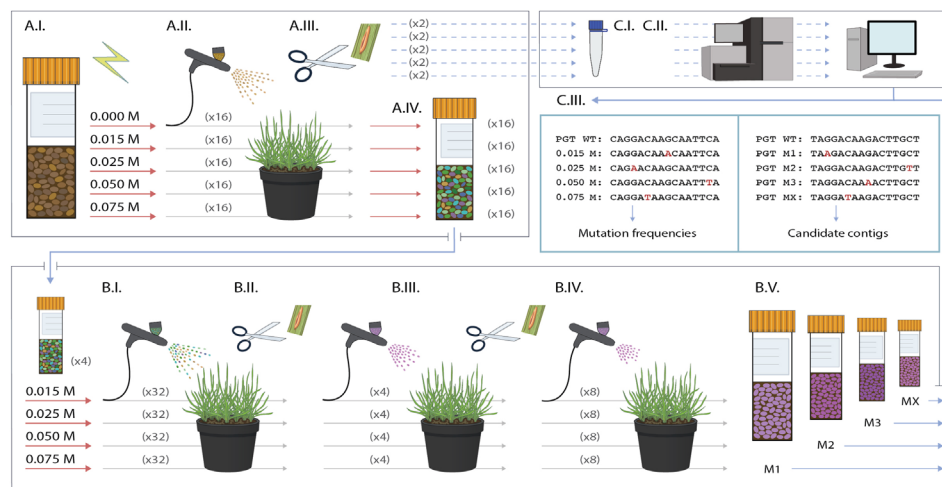 A.I.
A.II.
A.III.
(x2)
(x2)
(x2)
(x2)
(x2)
C.I.
C.II.
0.000 M
0.015 M
0.025 M
0.050 M
0.075 M
(x16)
(x16)
(x16)
(x16)
(x16)
A.IV.
(x16)
(x16)
(x16)
(x16)
(x16)
C.III.
PGT WT: CAGGACAAGCAATTCA
0.015 M: CAGGACAAACAATTCA
0.025 M: CAGAACAAGCAATTCA
0.050 M: CAGGACAAGCAATTTA
0.075 M: CAGGATAAGCAATTCA
Mutation frequencies
PGT WT: TAGGACAAGACTTGCT
PGT M1: TAAGACAAGACTTGCT
PGT M2: TAGGACAAGACTTGTT
PGT M3: TAGGACAAAACTTGCT
PGT MX: TAGGATAAGACTTGCT
Candidate contigs
B.I.
B.II.
B.III.
B.IV.
B.V.
(x4)
0.015 M
0.025 M
0.050 M
0.075 M
(x32)
(x32)
(x32)
(x32)
(x4)
(x4)
(x4)
(x4)
(x8)
(x8)
(x8)
(x8)
MX
M3
M2
M1